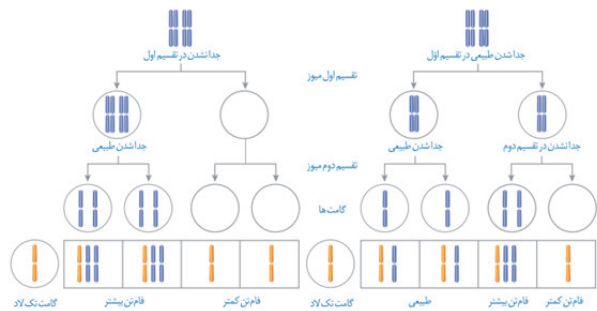 جدا نشدن در تقسیم اول
جدا شدن طبیعی در تقسیم اوّل
تقسیم اول میوز
جدا شدن طبیعی
جدا شدن طبیعی
جدا نشدن در تقسیم دوم
تقسیم دوم میوز
گامت‌ها
گامت تک لاد
فام‌تن بیشتر
فام‌تن کمتر
گامت تک لاد
طبیعی
فام‌تن بیشتر
فام‌تن کمتر